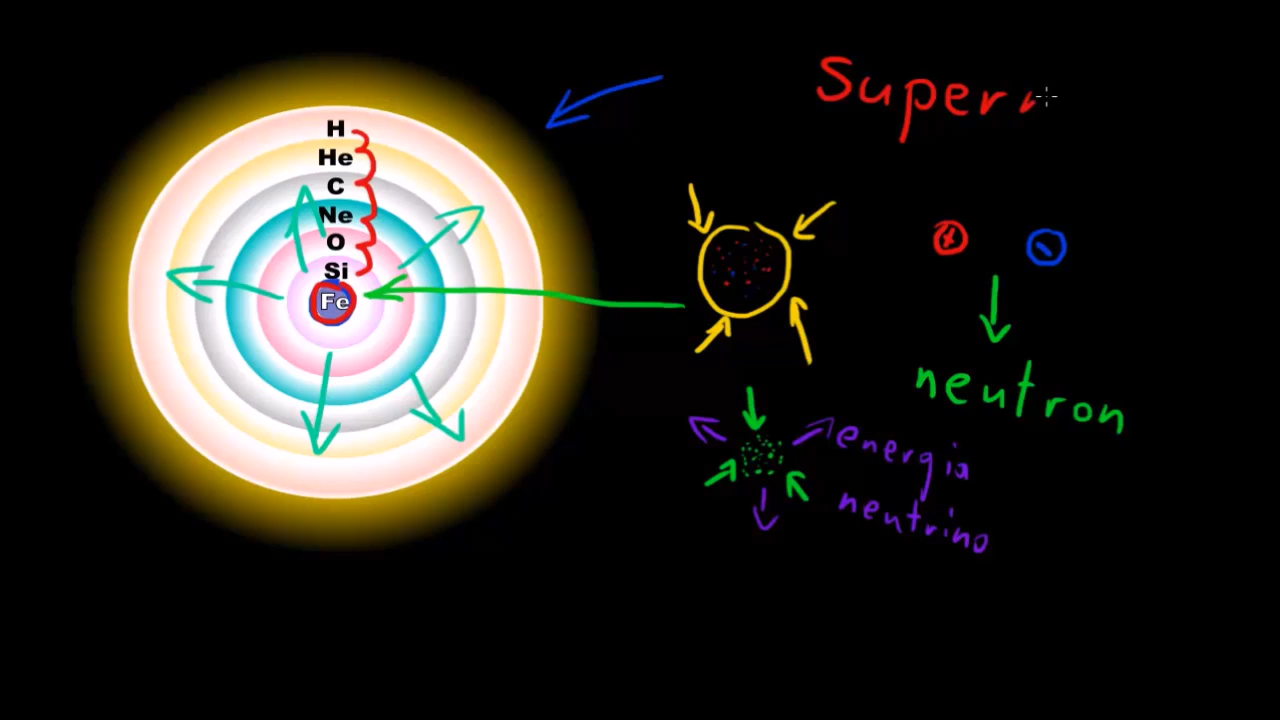 Super
H
He
C
Ne
O
Si
Fe
+
-
neutron
energia
neutrino